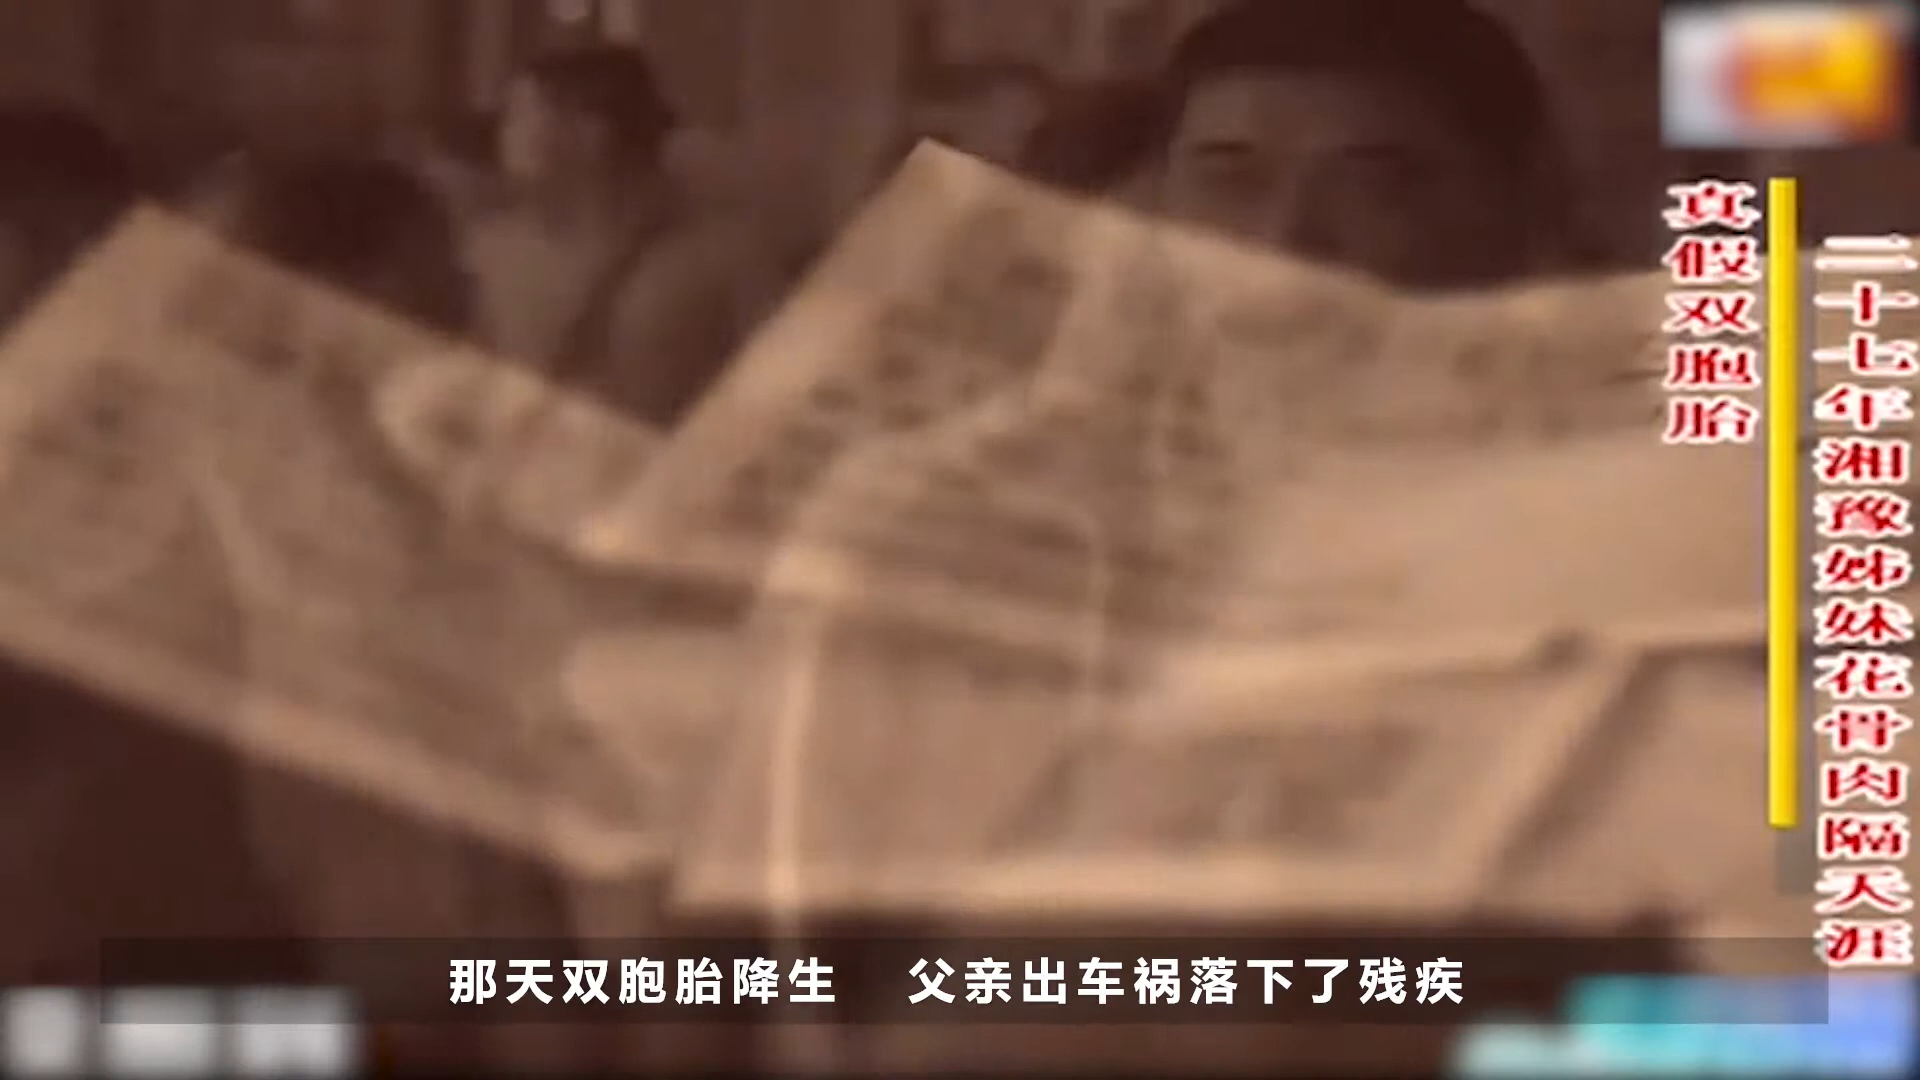 真假双胞胎
二十七年湘豫姊妹花骨肉隔天涯
那天双胞胎降生 父亲出车祸落下了残疾